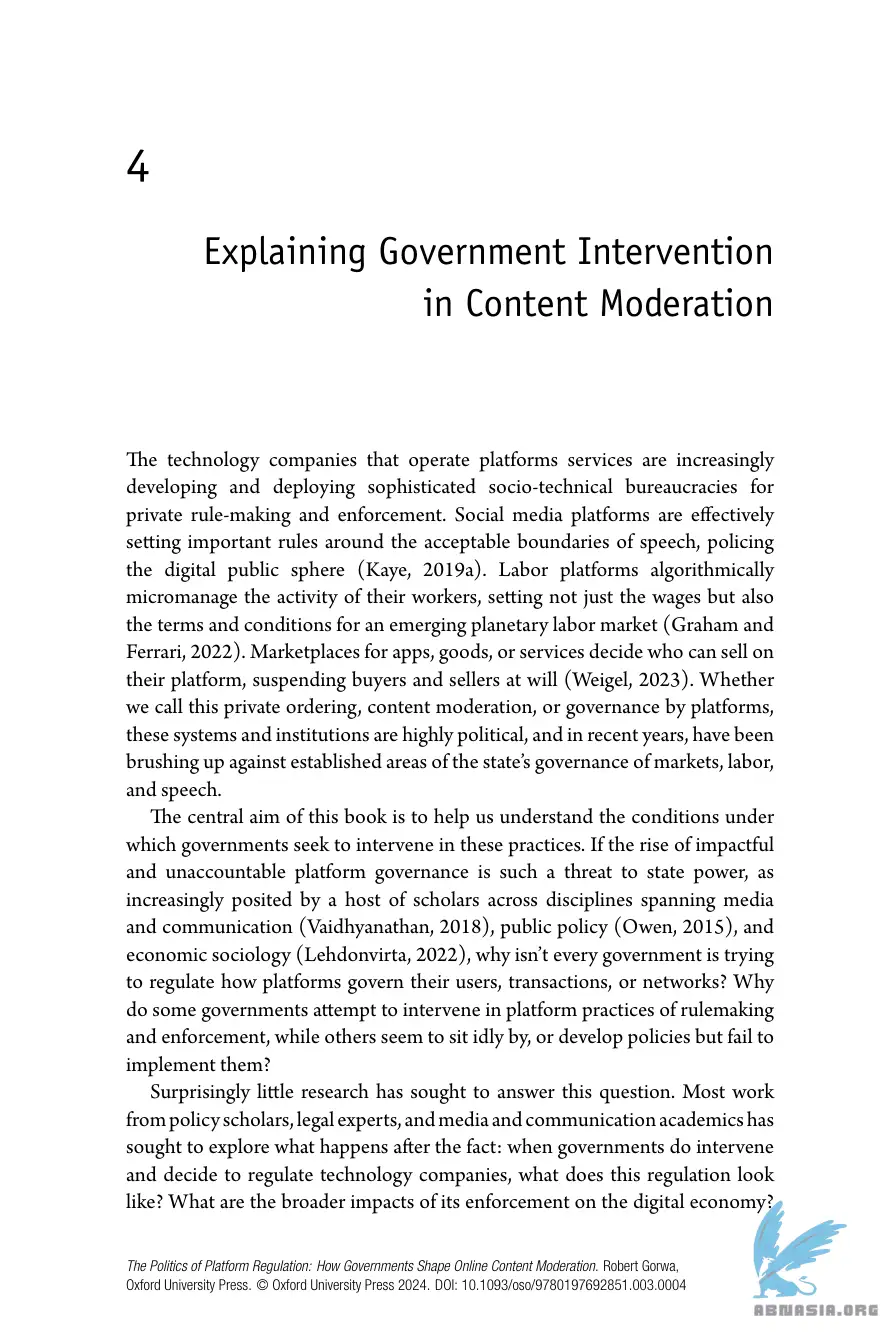 4
Explaining Government Intervention
in Content Moderation
The technology companies that operate platforms services are increasingly
developing and deploying sophisticated socio-technical bureaucracies for
private rule-making and enforcement. Social media platforms are effectively
setting important rules around the acceptable boundaries of speech, policing
the digital public sphere (Kaye, 2019a). Labor platforms algorithmically
micromanage the activity of their workers, setting not just the wages but also
the terms and conditions for an emerging planetary labor market (Graham and
Ferrari, 2022). Marketplaces for apps, goods, or services decide who can sell on
their platform, suspending buyers and sellers at will (Weigel, 2023). Whether
we call this private ordering, content moderation, or governance by platforms,
these systems and institutions are highly political, and in recent years, have been
brushing up against established areas of the state’s governance of markets, labor,
and speech.
The central aim of this book is to help us understand the conditions under
which governments seek to intervene in these practices. If the rise of impactful
and unaccountable platform governance is such a threat to state power, as
increasingly posited by a host of scholars across disciplines spanning media
and communication (Vaidhyanathan, 2018), public policy (Owen, 2015), and
economic sociology (Lehdonvirta, 2022), why isn’t every government is trying
to regulate how platforms govern their users, transactions, or networks? Why
do some governments attempt to intervene in platform practices of rulemaking
and enforcement, while others seem to sit idly by, or develop policies but fail to
implement them?
Surprisingly little research has sought to answer this question. Most work
from policy scholars, legal experts, and media and communication academics has
sought to explore what happens after the fact: when governments do intervene
and decide to regulate technology companies, what does this regulation look
like? What are the broader impacts of its enforcement on the digital economy?
The Politics of Platform Regulation: How Governments Shape Online Content Moderation. Robert Gorwa,
Oxford University Press. © Oxford University Press 2024. DOI: 10.1093/oso/9780197692851.003.0004
ABNASIA.ORG